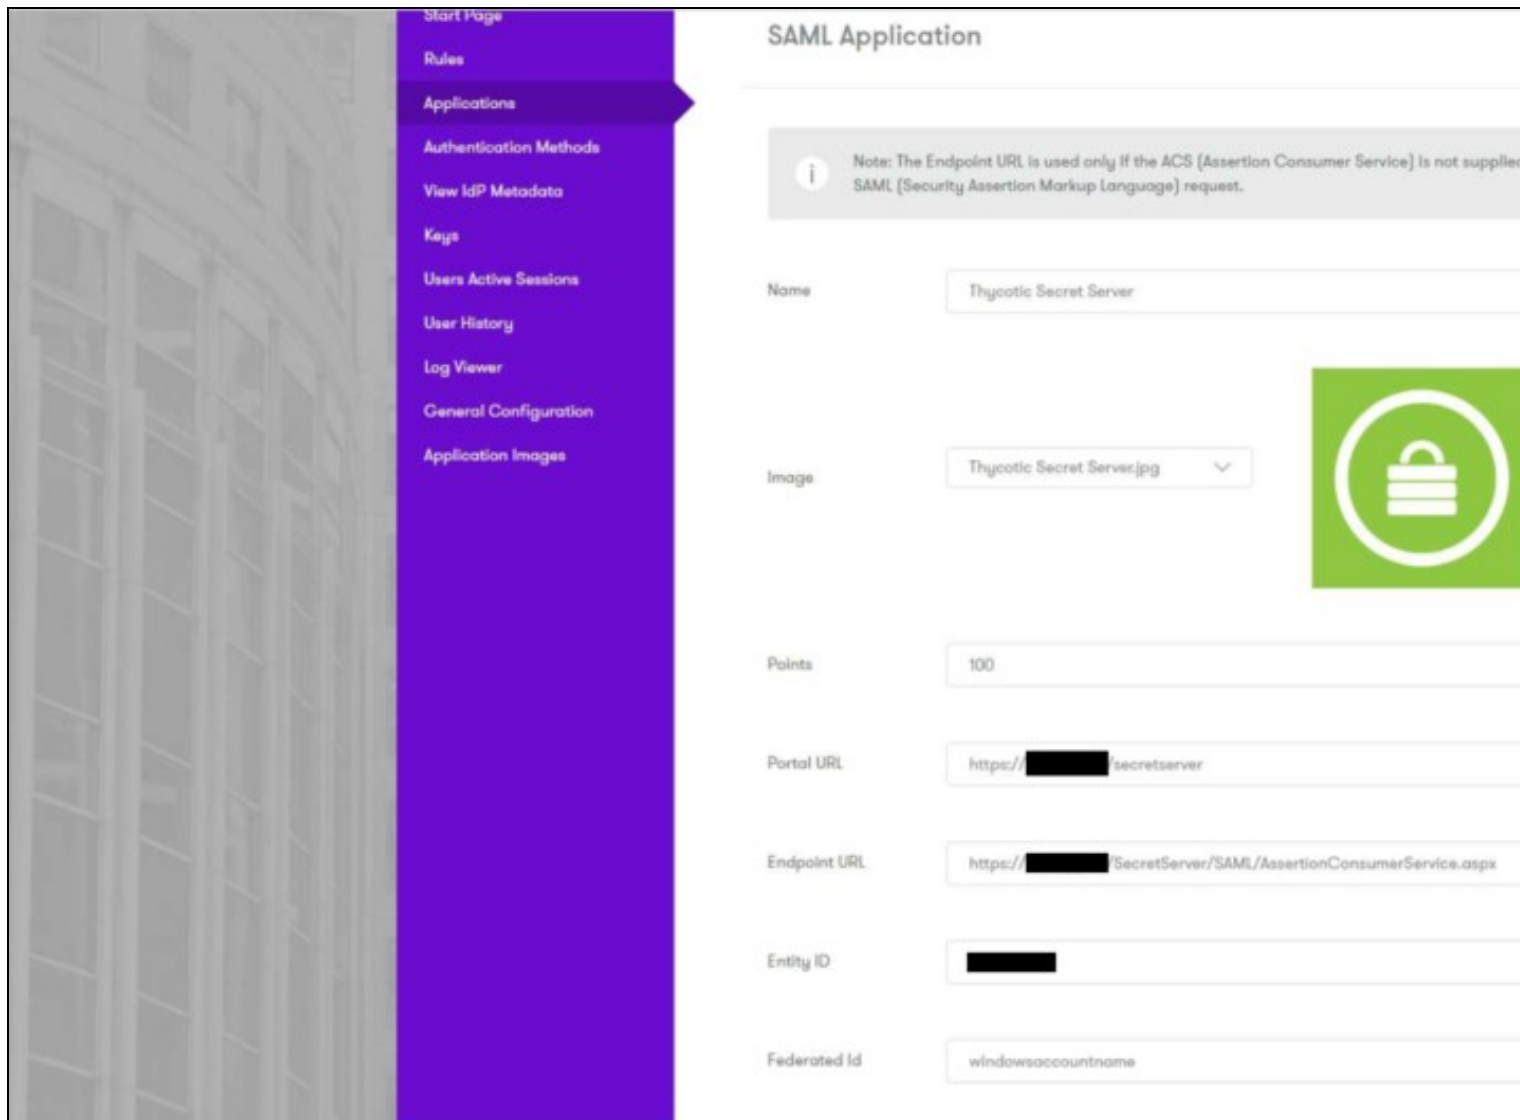 Start Page
Rules
Applications
Authentication Methods
View IdP Metadata
Keys
Users Active Sessions
User History
Log Viewer
General Configuration
Application Images
SAML Application
Note: The Endpoint URL is used only if the ACS (Assertion Consumer Service) is not supplied
SAML (Security Assertion Markup Language) request.
Name
Thycotic Secret Server
Image
Thycotic Secret Server.jpg
Points
100
Portal URL
https:// /secretserver
Endpoint URL
https:// /SecretServer/SAML/AssertionConsumerService.aspx
Entity ID
Federated Id
windowsaccountname